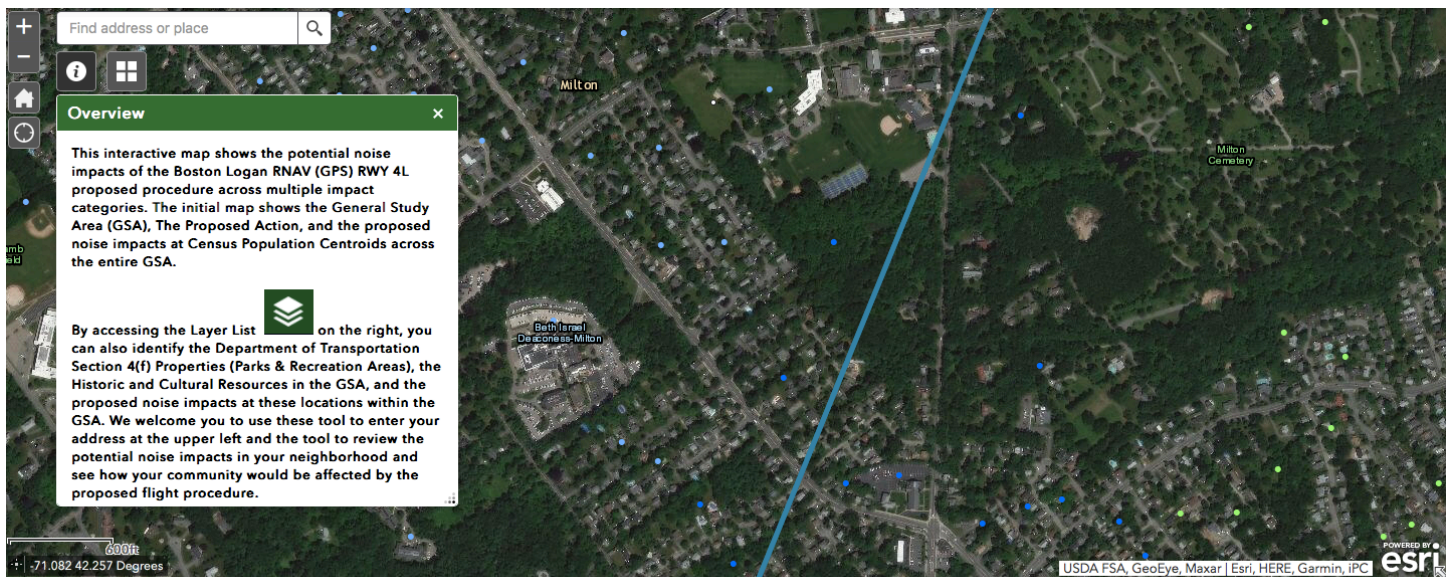 +
Find address or place
−
Milton
Overview
×
This interactive map shows the potential noise
impacts of the Boston Logan RNAV (GPS) RWY 4L
proposed procedure across multiple impact
categories. The initial map shows the General Study
Area (GSA), The Proposed Action, and the proposed
noise impacts at Census Population Centroids across
the entire GSA.
By accessing the Layer List on the right, you
can also identify the Department of Transportation
Section 4(f) Properties (Parks & Recreation Areas), the
Historic and Cultural Resources in the GSA, and the
proposed noise impacts at these locations within the
GSA. We welcome you to use these tool to enter your
address at the upper left and the tool to review the
potential noise impacts in your neighborhood and
see how your community would be affected by the
proposed flight procedure.
Milton
Cemetery
amb
eld
Beth Israel
Deaconess-Milton
600ft
-71.082 42.257 Degrees
USDA FSA, GeoEye, Maxar | Esri, HERE, Garmin, iPC
POWERED BY
esri